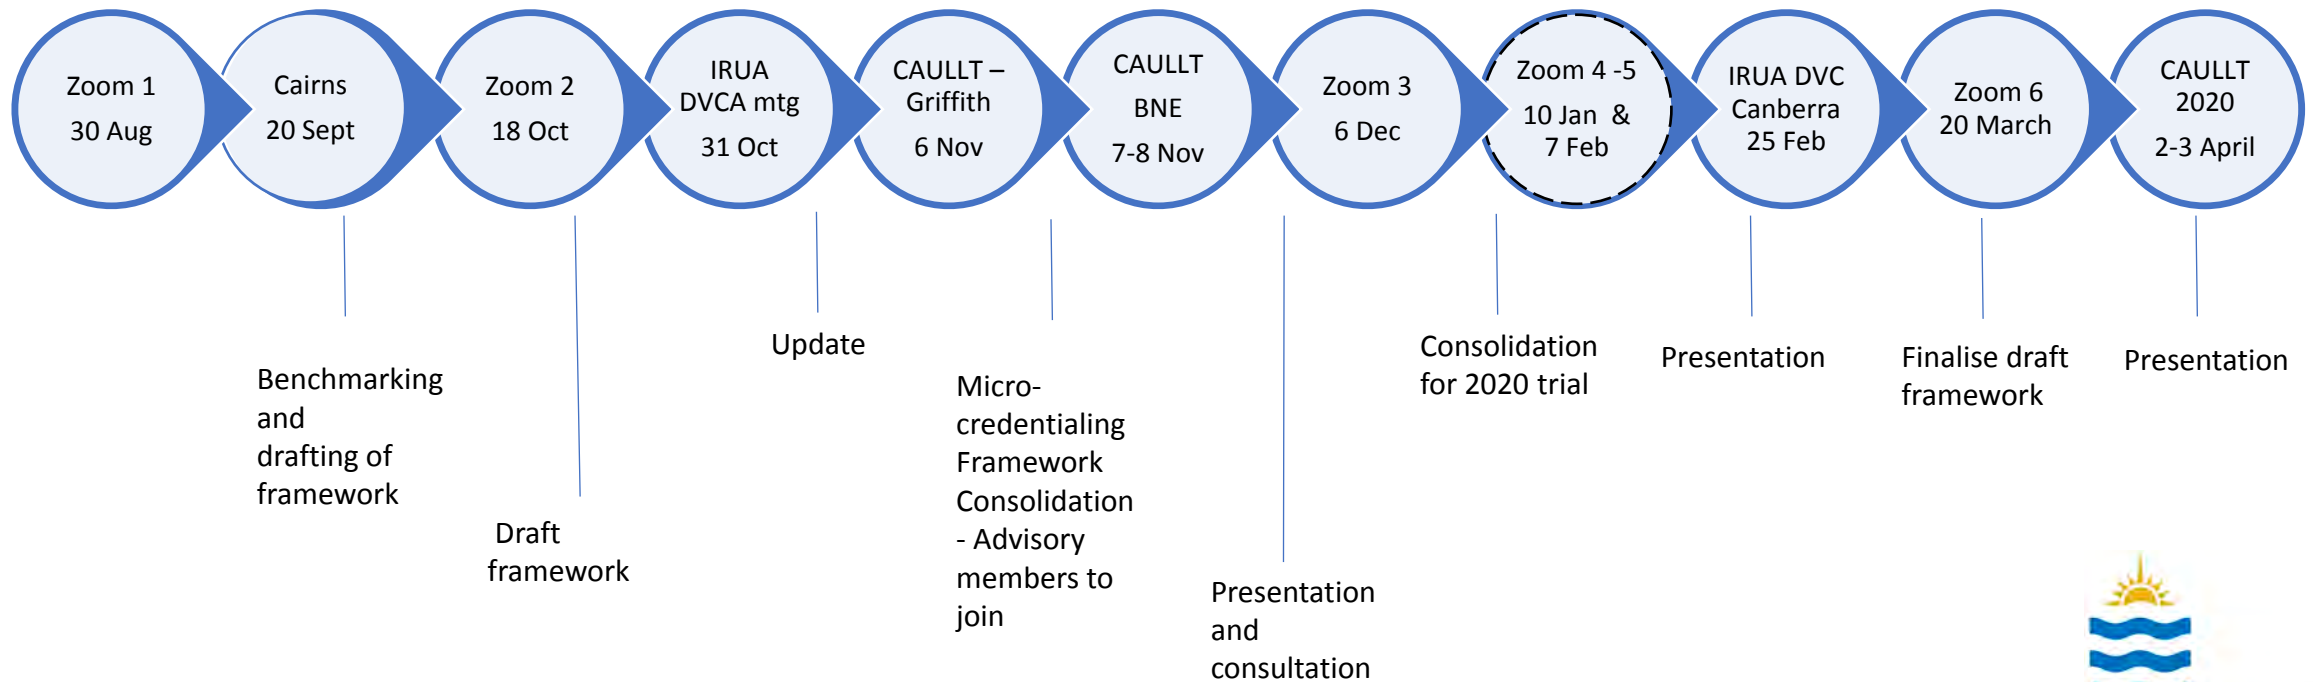 Zoom 1
30 Aug
Cairns
20 Sept
Zoom 2
18 Oct
IRUA
DVCA mtg
31 Oct
CAULLT –
Griffith
6 Nov
CAULLT
BNE
7-8 Nov
Zoom 3
6 Dec
Zoom 4 -5
10 Jan &
7 Feb
IRUA DVC
Canberra
25 Feb
Zoom 6
20 March
CAULLT
2020
2-3 April
Benchmarking
and
drafting of
framework
Draft
framework
Update
Micro-
credentialing
Framework
Consolidation
- Advisory
members to
join
Presentation
and
consultation
Consolidation
for 2020 trial
Presentation
Finalise draft
framework
Presentation